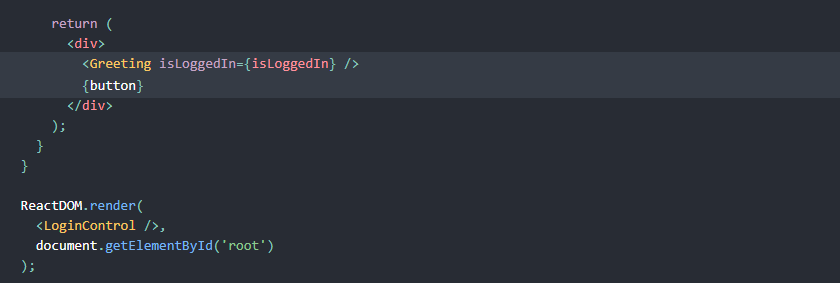 return (
<div>
<Greeting isLoggedIn={isLoggedIn} />
{button}
</div>
);
}
}
ReactDOM.render(
<LoginControl />,
document.getElementById('root')
);